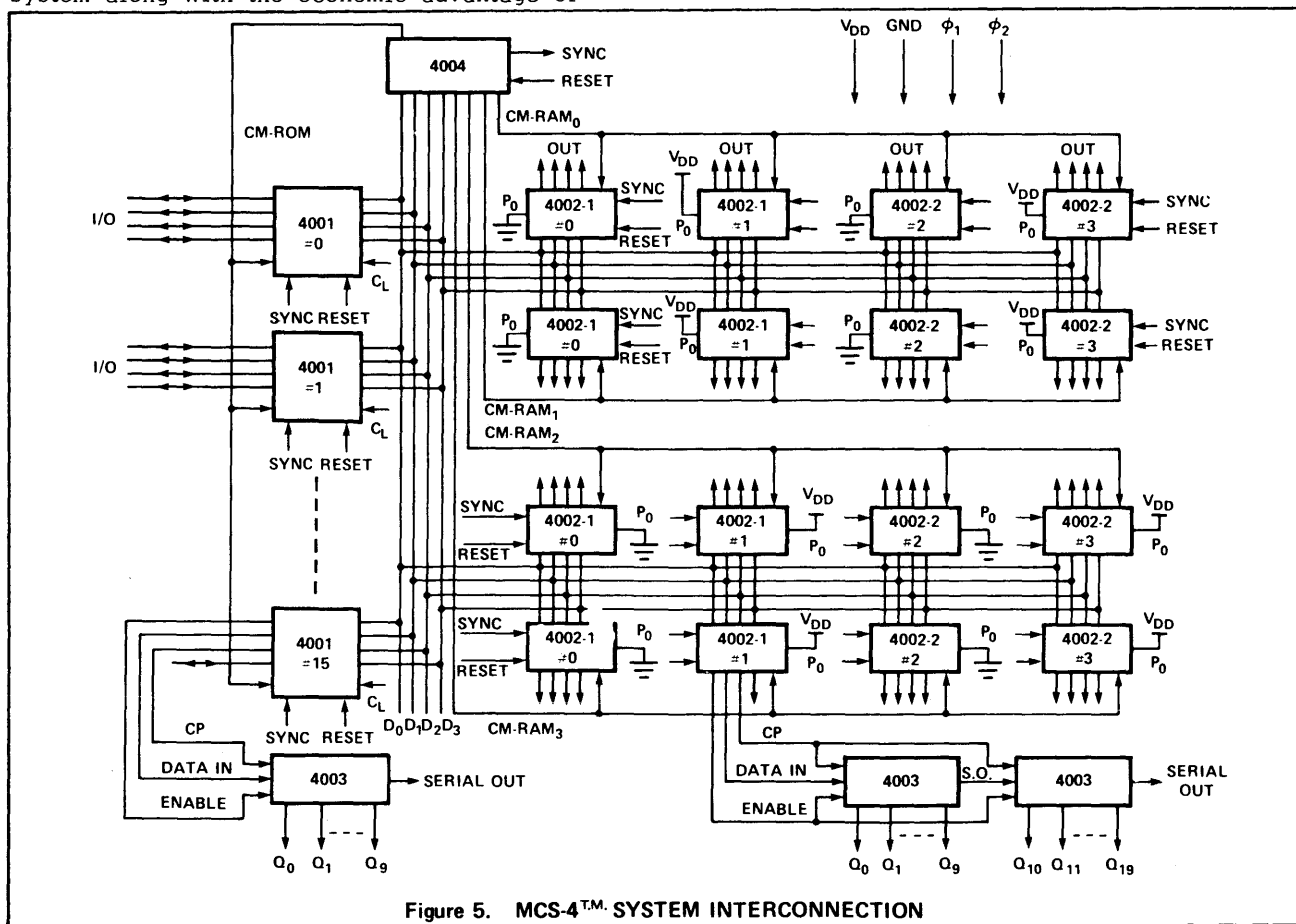 system along with the economic advantage of
V_DD GND ϕ₁ ϕ₂
4004
SYNC
RESET
CM-ROM
CM-RAM₀
OUT OUT OUT OUT
I/O
4001
=0
C_L
SYNC RESET
P₀
4002-1
=0
SYNC
RESET
V_DD
P₀
4002-1
=1
P₀
4002-2
=2
V_DD
P₀
4002-2
=3
SYNC
RESET
P₀
4002-1
=0
SYNC
RESET
V_DD
P₀
4002-1
=1
P₀
4002-2
=2
V_DD
P₀
4002-2
=3
SYNC
RESET
I/O
4001
=1
C_L
SYNC RESET
CM-RAM₁
CM-RAM₂
SYNC
RESET
4002-1
#0
P₀
4002-1
#1
V_DD
P₀
4002-2
#2
P₀
4002-2
#3
V_DD
P₀
SYNC
RESET
4002-1
#0
P₀
4002-1
#1
V_DD
P₀
4002-2
#2
P₀
4002-2
#3
V_DD
P₀
4001
=15
C_L
SYNC RESET
D₀ D₁ D₂ D₃
CM-RAM₃
CP
DATA IN
ENABLE
4003
SERIAL OUT
Q₀ Q₁ Q₉
CP
DATA IN
ENABLE
4003
S.O.
4003
SERIAL
OUT
Q₀ Q₁ Q₉ Q₁₀ Q₁₁ Q₁₉
Figure 5. MCS-4T.M. SYSTEM INTERCONNECTION